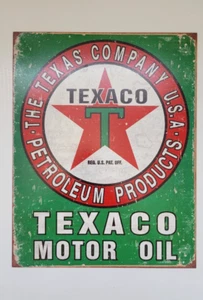 THE TEXAS COMPANY U.S.A.
TEXACO
T
REG. U.S. PAT. OFF.
PETROLEUM PRODUCTS
TEXACO
MOTOR OIL